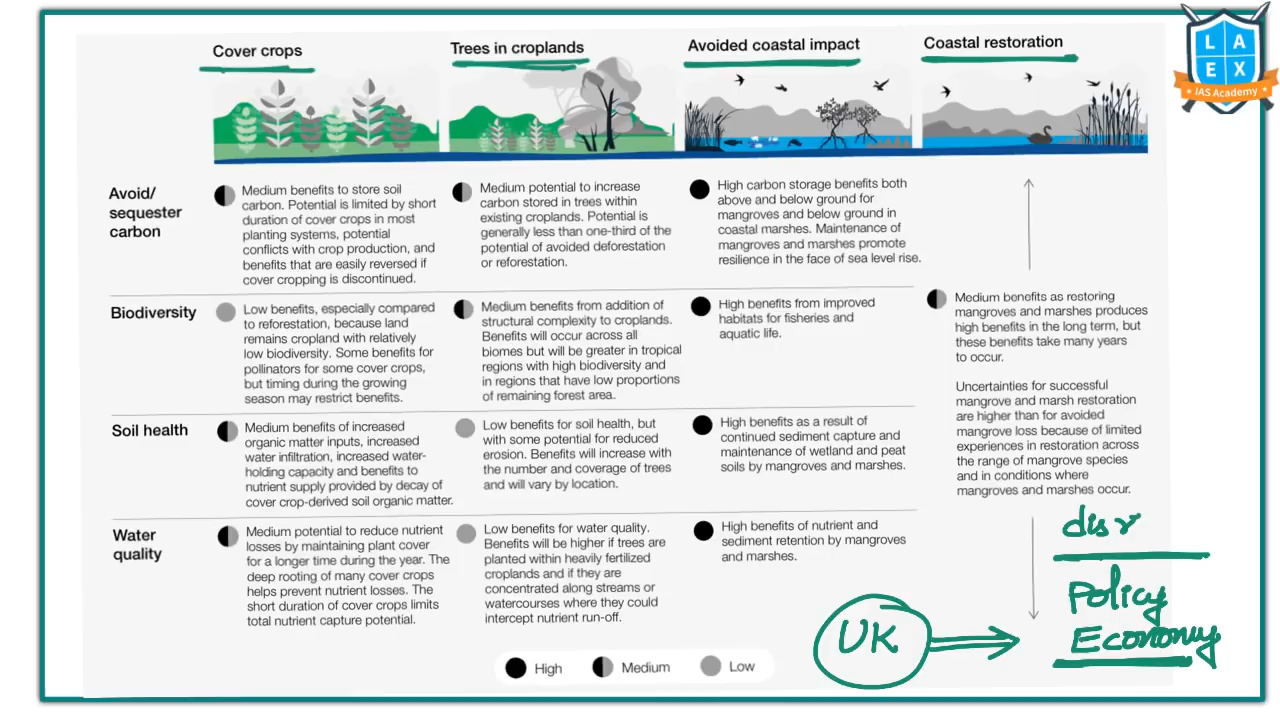 Cover crops
Trees in croplands
Avoided coastal impact
Coastal restoration
L A
E X
IAS Academy
Avoid/
sequester
carbon
Medium benefits to store soil
carbon. Potential is limited by short
duration of cover crops in most
planting systems, potential
conflicts with crop production, and
benefits that are easily reversed if
cover cropping is discontinued.
Medium potential to increase
carbon stored in trees within
existing croplands. Potential is
generally less than one-third of the
potential of avoided deforestation
or reforestation.
High carbon storage benefits both
above and below ground for
mangroves and below ground in
coastal marshes. Maintenance of
mangroves and marshes promote
resilience in the face of sea level rise.
Biodiversity
Low benefits, especially compared
to reforestation, because land
remains cropland with relatively
low biodiversity. Some benefits for
pollinators for some cover crops,
but timing during the growing
season may restrict benefits.
Medium benefits from addition of
structural complexity to croplands.
Benefits will occur across all
biomes but will be greater in tropical
regions with high biodiversity and
in regions that have low proportions
of remaining forest area.
High benefits from improved
habitats for fisheries and
aquatic life.
Medium benefits as restoring
mangroves and marshes produces
high benefits in the long term, but
these benefits take many years
to occur.
Uncertainties for successful
mangrove and marsh restoration
are higher than for avoided
mangrove loss because of limited
experiences in restoration across
the range of mangrove species
and in conditions where
mangroves and marshes occur.
Soil health
Medium benefits of increased
organic matter inputs, increased
water infiltration, increased water-
holding capacity and benefits to
nutrient supply provided by decay of
cover crop-derived soil organic matter.
Low benefits for soil health, but
with some potential for reduced
erosion. Benefits will increase with
the number and coverage of trees
and will vary by location.
High benefits as a result of
continued sediment capture and
maintenance of wetland and peat
soils by mangroves and marshes.
Water
quality
Medium potential to reduce nutrient
losses by maintaining plant cover
for a longer time during the year. The
deep rooting of many cover crops
helps prevent nutrient losses. The
short duration of cover crops limits
total nutrient capture potential.
Low benefits for water quality.
Benefits will be higher if trees are
planted within heavily fertilized
croplands and if they are
concentrated along streams or
watercourses where they could
intercept nutrient run-off.
High benefits of nutrient and
sediment retention by mangroves
and marshes.
Policy
Economy
UK
High
Medium
Low